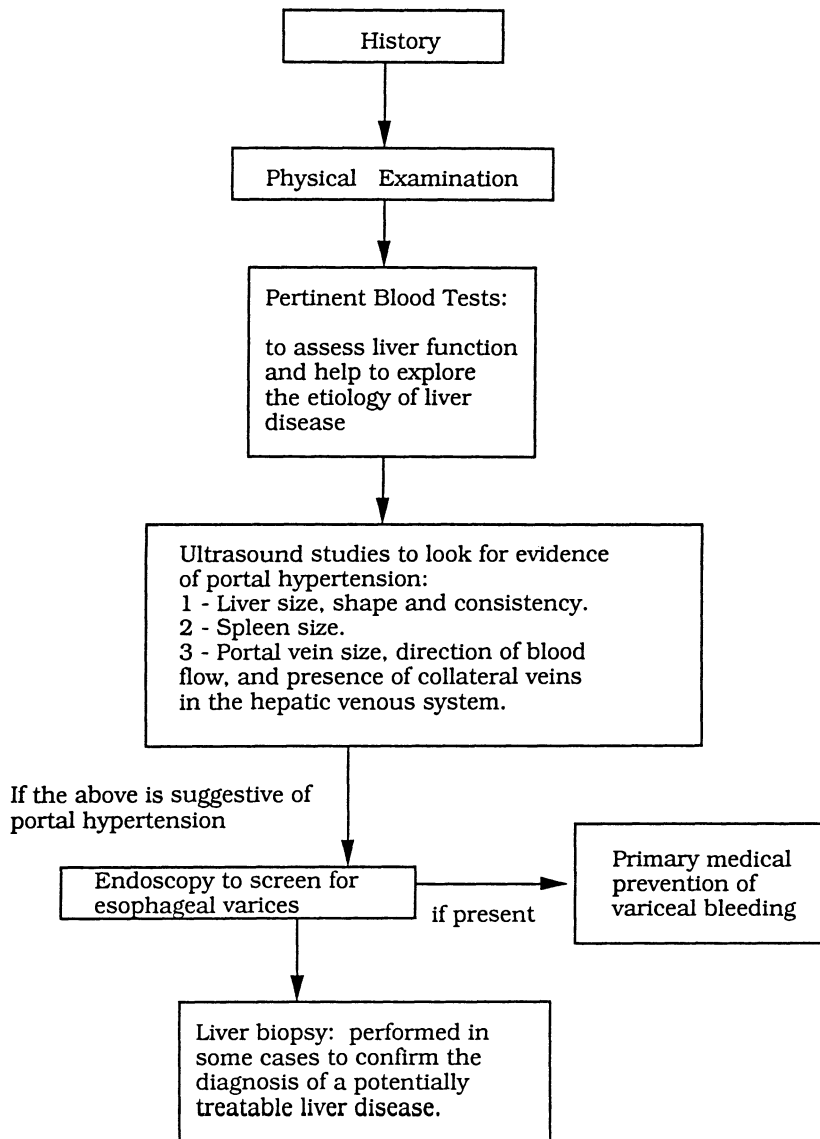 History
Physical Examination
Pertinent Blood Tests:
to assess liver function
and help to explore
the etiology of liver
disease
Ultrasound studies to look for evidence
of portal hypertension:
1 - Liver size, shape and consistency.
2 - Spleen size.
3 - Portal vein size, direction of blood
flow, and presence of collateral veins
in the hepatic venous system.
If the above is suggestive of
portal hypertension
Endoscopy to screen for
esophageal varices
if present
Primary medical
prevention of
variceal bleeding
Liver biopsy: performed in
some cases to confirm the
diagnosis of a potentially
treatable liver disease.